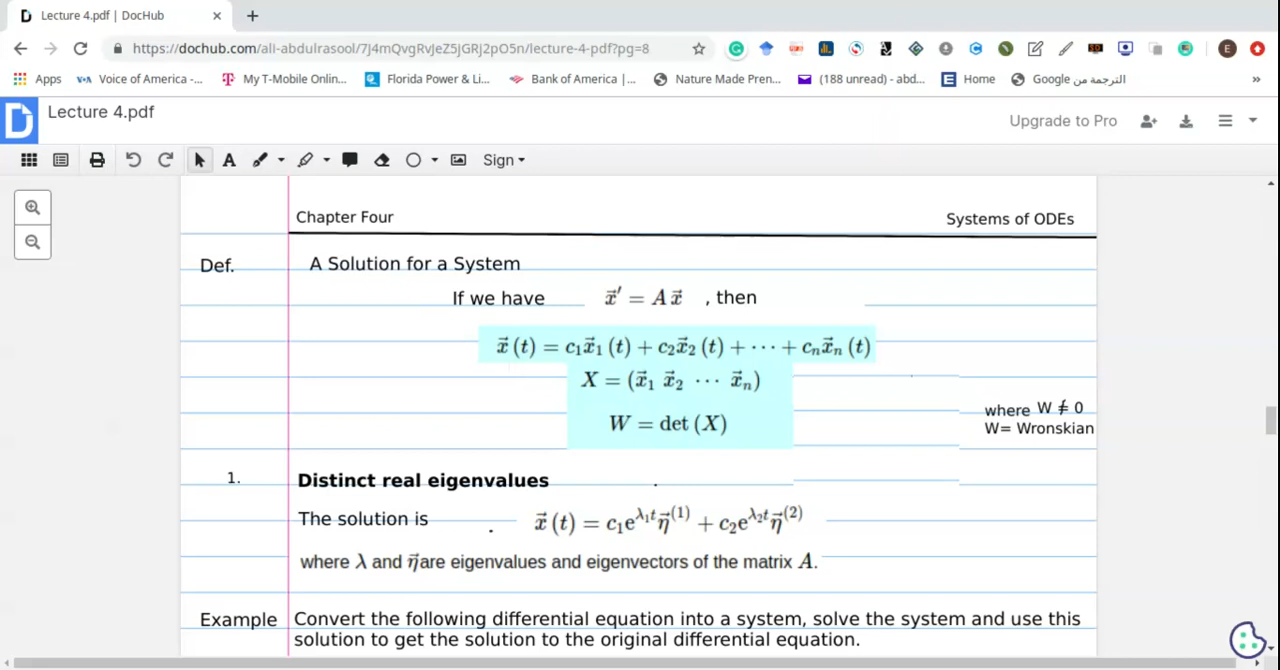 Lecture 4.pdf | DocHub
https://dochub.com/ali-abdulrasool/7J4mQvgRvJeZ5JGRJ2pO5n/lecture-4-pdf?pg=8
E
Apps VOA Voice of America -... My T-Mobile Onlin... Florida Power & Li... Bank of America |... Nature Made Pren... (188 unread) - abd... Home الترجمة من Google »
Lecture 4.pdf
Upgrade to Pro
A Sign
Chapter Four Systems of ODEs
Def. A Solution for a System
If we have x⃗′ = A x⃗ , then
x⃗ (t) = c₁x⃗₁ (t) + c₂x⃗₂ (t) + ··· + cₙx⃗ₙ (t)
X = (x⃗₁ x⃗₂ ··· x⃗ₙ)
where W ≠ 0
W = det (X)
W= Wronskian
1. Distinct real eigenvalues
The solution is x⃗ (t) = c₁e^{λ₁t}η⃗^{(1)} + c₂e^{λ₂t}η⃗^{(2)}
where λ and η⃗ are eigenvalues and eigenvectors of the matrix A.
Example Convert the following differential equation into a system, solve the system and use this
solution to get the solution to the original differential equation.